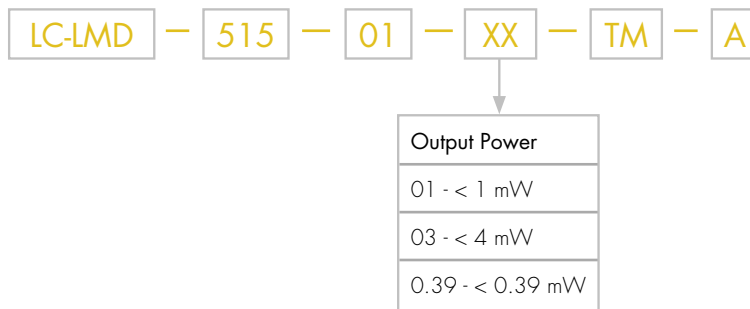 LC-LMD – 515 – 01 – XX – TM – A
Output Power
01 - < 1 mW
03 - < 4 mW
0.39 - < 0.39 mW